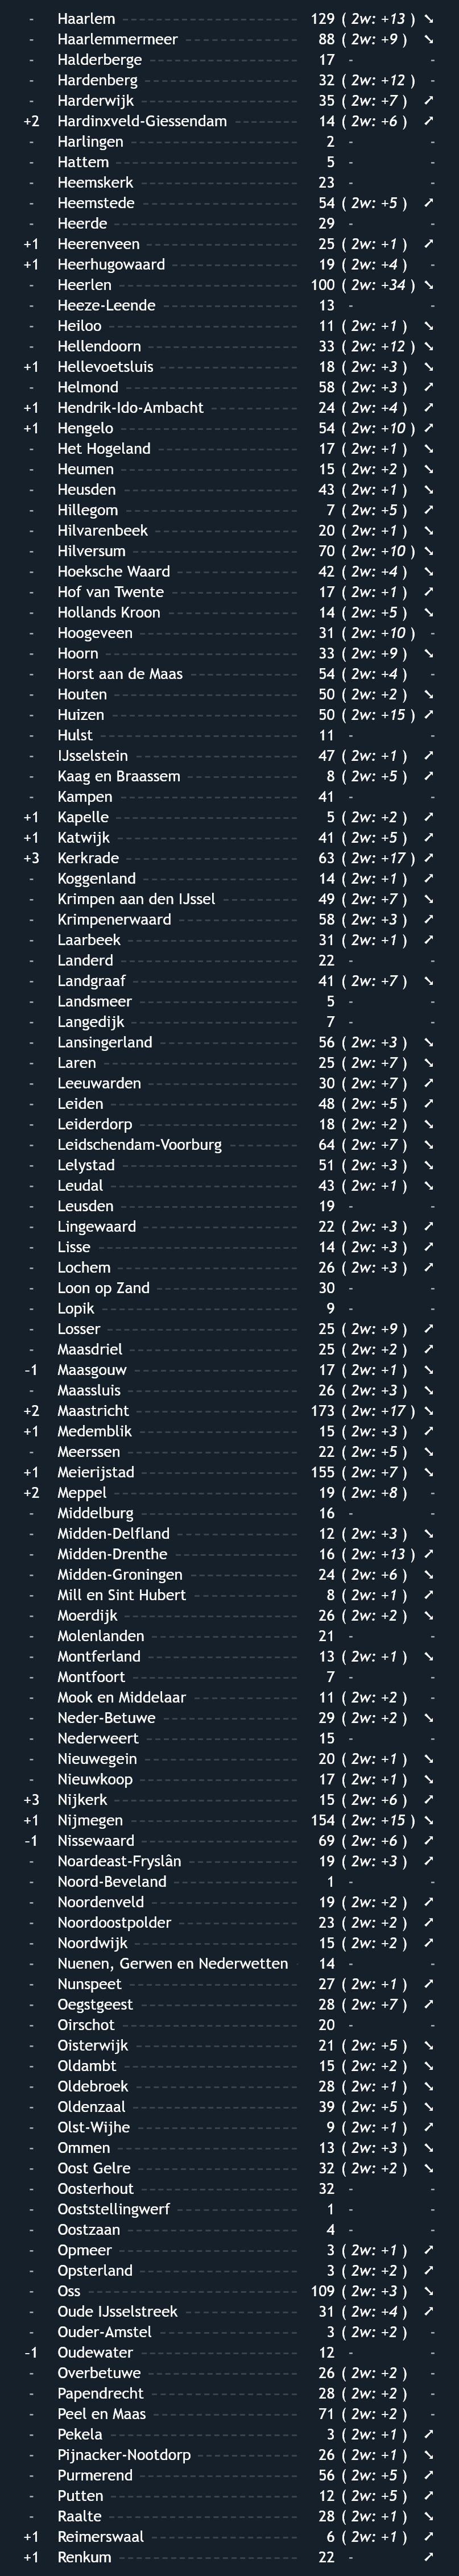 - Haarlem 129 ( 2w: +13 ) ➘
- Haarlemmermeer 88 ( 2w: +9 ) ➘
- Halderberge 17 - -
- Hardenberg 32 ( 2w: +12 ) -
- Harderwijk 35 ( 2w: +7 ) ➚
+2 Hardinxveld-Giessendam 14 ( 2w: +6 ) ➚
- Harlingen 2 - -
- Hattem 5 - -
- Heemskerk 23 - -
- Heemstede 54 ( 2w: +5 ) ➚
- Heerde 29 - -
+1 Heerenveen 25 ( 2w: +1 ) ➚
+1 Heerhugowaard 19 ( 2w: +4 ) -
- Heerlen 100 ( 2w: +34 ) ➘
- Heeze-Leende 13 - -
- Heiloo 11 ( 2w: +1 ) ➘
- Hellendoorn 33 ( 2w: +12 ) ➘
+1 Hellevoetsluis 18 ( 2w: +3 ) ➘
- Helmond 58 ( 2w: +3 ) ➚
+1 Hendrik-Ido-Ambacht 24 ( 2w: +4 ) ➚
+1 Hengelo 54 ( 2w: +10 ) ➚
- Het Hogeland 17 ( 2w: +1 ) ➘
- Heumen 15 ( 2w: +2 ) ➘
- Heusden 43 ( 2w: +1 ) ➘
- Hillegom 7 ( 2w: +5 ) ➚
- Hilvarenbeek 20 ( 2w: +1 ) ➘
- Hilversum 70 ( 2w: +10 ) ➘
- Hoeksche Waard 42 ( 2w: +4 ) ➘
- Hof van Twente 17 ( 2w: +1 ) ➚
- Hollands Kroon 14 ( 2w: +5 ) ➘
- Hoogeveen 31 ( 2w: +10 ) -
- Hoorn 33 ( 2w: +9 ) ➘
- Horst aan de Maas 54 ( 2w: +4 ) -
- Houten 50 ( 2w: +2 ) ➘
- Huizen 50 ( 2w: +15 ) ➚
- Hulst 11 - -
- IJsselstein 47 ( 2w: +1 ) ➚
- Kaag en Braassem 8 ( 2w: +5 ) ➚
- Kampen 41 - -
+1 Kapelle 5 ( 2w: +2 ) ➚
+1 Katwijk 41 ( 2w: +5 ) ➚
+3 Kerkrade 63 ( 2w: +17 ) ➚
- Koggenland 14 ( 2w: +1 ) ➚
- Krimpen aan den IJssel 49 ( 2w: +7 ) ➘
- Krimpenerwaard 58 ( 2w: +3 ) ➚
- Laarbeek 31 ( 2w: +1 ) ➚
- Landerd 22 - -
- Landgraaf 41 ( 2w: +7 ) ➘
- Landsmeer 5 - -
- Langedijk 7 - -
- Lansingerland 56 ( 2w: +3 ) ➘
- Laren 25 ( 2w: +7 ) ➘
- Leeuwarden 30 ( 2w: +7 ) ➚
- Leiden 48 ( 2w: +5 ) ➚
- Leiderdorp 18 ( 2w: +2 ) ➘
- Leidschendam-Voorburg 64 ( 2w: +7 ) ➘
- Lelystad 51 ( 2w: +3 ) ➘
- Leudal 43 ( 2w: +1 ) ➘
- Leusden 19 - -
- Lingewaard 22 ( 2w: +3 ) ➚
- Lisse 14 ( 2w: +3 ) ➚
- Lochem 26 ( 2w: +3 ) ➚
- Loon op Zand 30 - -
- Lopik 9 - -
- Losser 25 ( 2w: +9 ) ➚
- Maasdriel 25 ( 2w: +2 ) ➚
-1 Maasgouw 17 ( 2w: +1 ) ➘
- Maassluis 26 ( 2w: +3 ) ➘
+2 Maastricht 173 ( 2w: +17 ) ➘
+1 Medemblik 15 ( 2w: +3 ) ➚
- Meerssen 22 ( 2w: +5 ) ➘
+1 Meierijstad 155 ( 2w: +7 ) ➘
+2 Meppel 19 ( 2w: +8 ) -
- Middelburg 16 - -
- Midden-Delfland 12 ( 2w: +3 ) ➘
- Midden-Drenthe 16 ( 2w: +13 ) ➚
- Midden-Groningen 24 ( 2w: +6 ) ➘
- Mill en Sint Hubert 8 ( 2w: +1 ) ➚
- Moerdijk 26 ( 2w: +2 ) ➘
- Molenlanden 21 - -
- Montferland 13 ( 2w: +1 ) ➘
- Montfoort 7 - -
- Mook en Middelaar 11 ( 2w: +2 ) -
- Neder-Betuwe 29 ( 2w: +2 ) ➘
- Nederweert 15 - -
- Nieuwegein 20 ( 2w: +1 ) ➘
- Nieuwkoop 17 ( 2w: +1 ) ➘
+3 Nijkerk 15 ( 2w: +6 ) ➚
+1 Nijmegen 154 ( 2w: +15 ) ➘
-1 Nissewaard 69 ( 2w: +6 ) ➚
- Noardeast-Fryslân 19 ( 2w: +3 ) ➚
- Noord-Beveland 1 - -
- Noordenveld 19 ( 2w: +2 ) ➚
- Noordoostpolder 23 ( 2w: +2 ) ➚
- Noordwijk 15 ( 2w: +2 ) ➚
- Nuenen, Gerwen en Nederwetten 14 - -
- Nunspeet 27 ( 2w: +1 ) ➚
- Oegstgeest 28 ( 2w: +7 ) ➚
- Oirschot 20 - -
- Oisterwijk 21 ( 2w: +5 ) ➘
- Oldambt 15 ( 2w: +2 ) ➘
- Oldebroek 28 ( 2w: +1 ) ➘
- Oldenzaal 39 ( 2w: +5 ) ➘
- Olst-Wijhe 9 ( 2w: +1 ) ➚
- Ommen 13 ( 2w: +3 ) ➘
- Oost Gelre 32 ( 2w: +2 ) ➘
- Oosterhout 32 - -
- Ooststellingwerf 1 - -
- Oostzaan 4 - -
- Opmeer 3 ( 2w: +1 ) ➚
- Opsterland 3 ( 2w: +2 ) ➚
- Oss 109 ( 2w: +3 ) ➘
- Oude IJsselstreek 31 ( 2w: +4 ) ➚
- Ouder-Amstel 3 ( 2w: +2 ) -
-1 Oudewater 12 - -
- Overbetuwe 26 ( 2w: +2 ) -
- Papendrecht 28 ( 2w: +2 ) -
- Peel en Maas 71 ( 2w: +2 ) -
- Pekela 3 ( 2w: +1 ) ➚
- Pijnacker-Nootdorp 26 ( 2w: +1 ) ➘
- Purmerend 56 ( 2w: +5 ) ➚
- Putten 12 ( 2w: +5 ) ➚
- Raalte 28 ( 2w: +1 ) ➘
+1 Reimerswaal 6 ( 2w: +1 ) ➚
+1 Renkum 22 - ➚